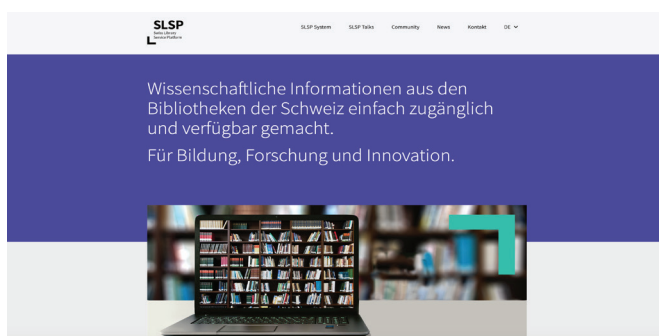 SLSP
Swiss Library
Service Platform
SLSP System
SLSP Talks
Community
News
Kontakt
DE
Wissenschaftliche Informationen aus den
Bibliotheken der Schweiz einfach zugänglich
und verfügbar gemacht.
Für Bildung, Forschung und Innovation.